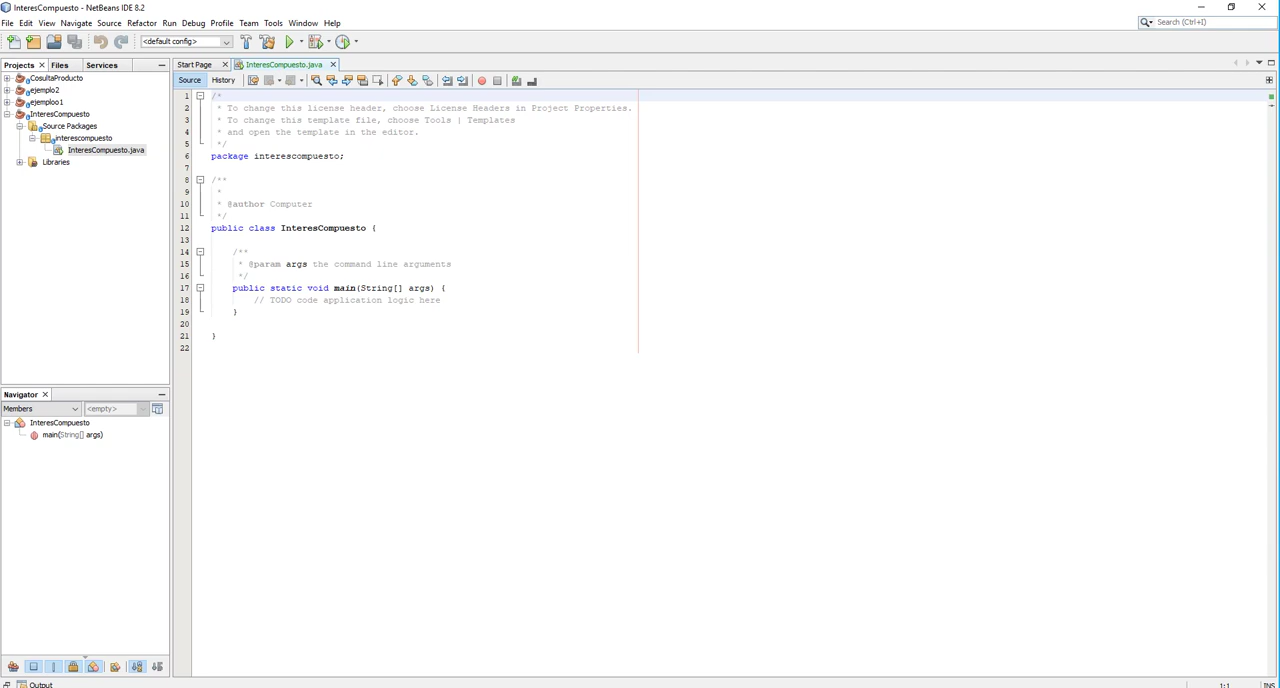 InteresCompuesto - NetBeans IDE 8.2
File Edit View Navigate Source Refactor Run Debug Profile Team Tools Window Help
Search (Ctrl+I)
<default config>
Projects Files Services
Start Page InteresCompuesto.java
Source History
CosultaProducto
ejemplo2
ejemploo1
InteresCompuesto
Source Packages
interescompuesto
InteresCompuesto.java
Libraries
1 /*
2 * To change this license header, choose License Headers in Project Properties.
3 * To change this template file, choose Tools | Templates
4 * and open the template in the editor.
5 */
6 package interescompuesto;
7
8 /**
9 *
10 * @author Computer
11 */
12 public class InteresCompuesto {
13
14 /**
15 * @param args the command line arguments
16 */
17 public static void main(String[] args) {
18 // TODO code application logic here
19 }
20
21 }
22
Navigator
Members <empty>
InteresCompuesto
main(String[] args)
Output
1:1 INS